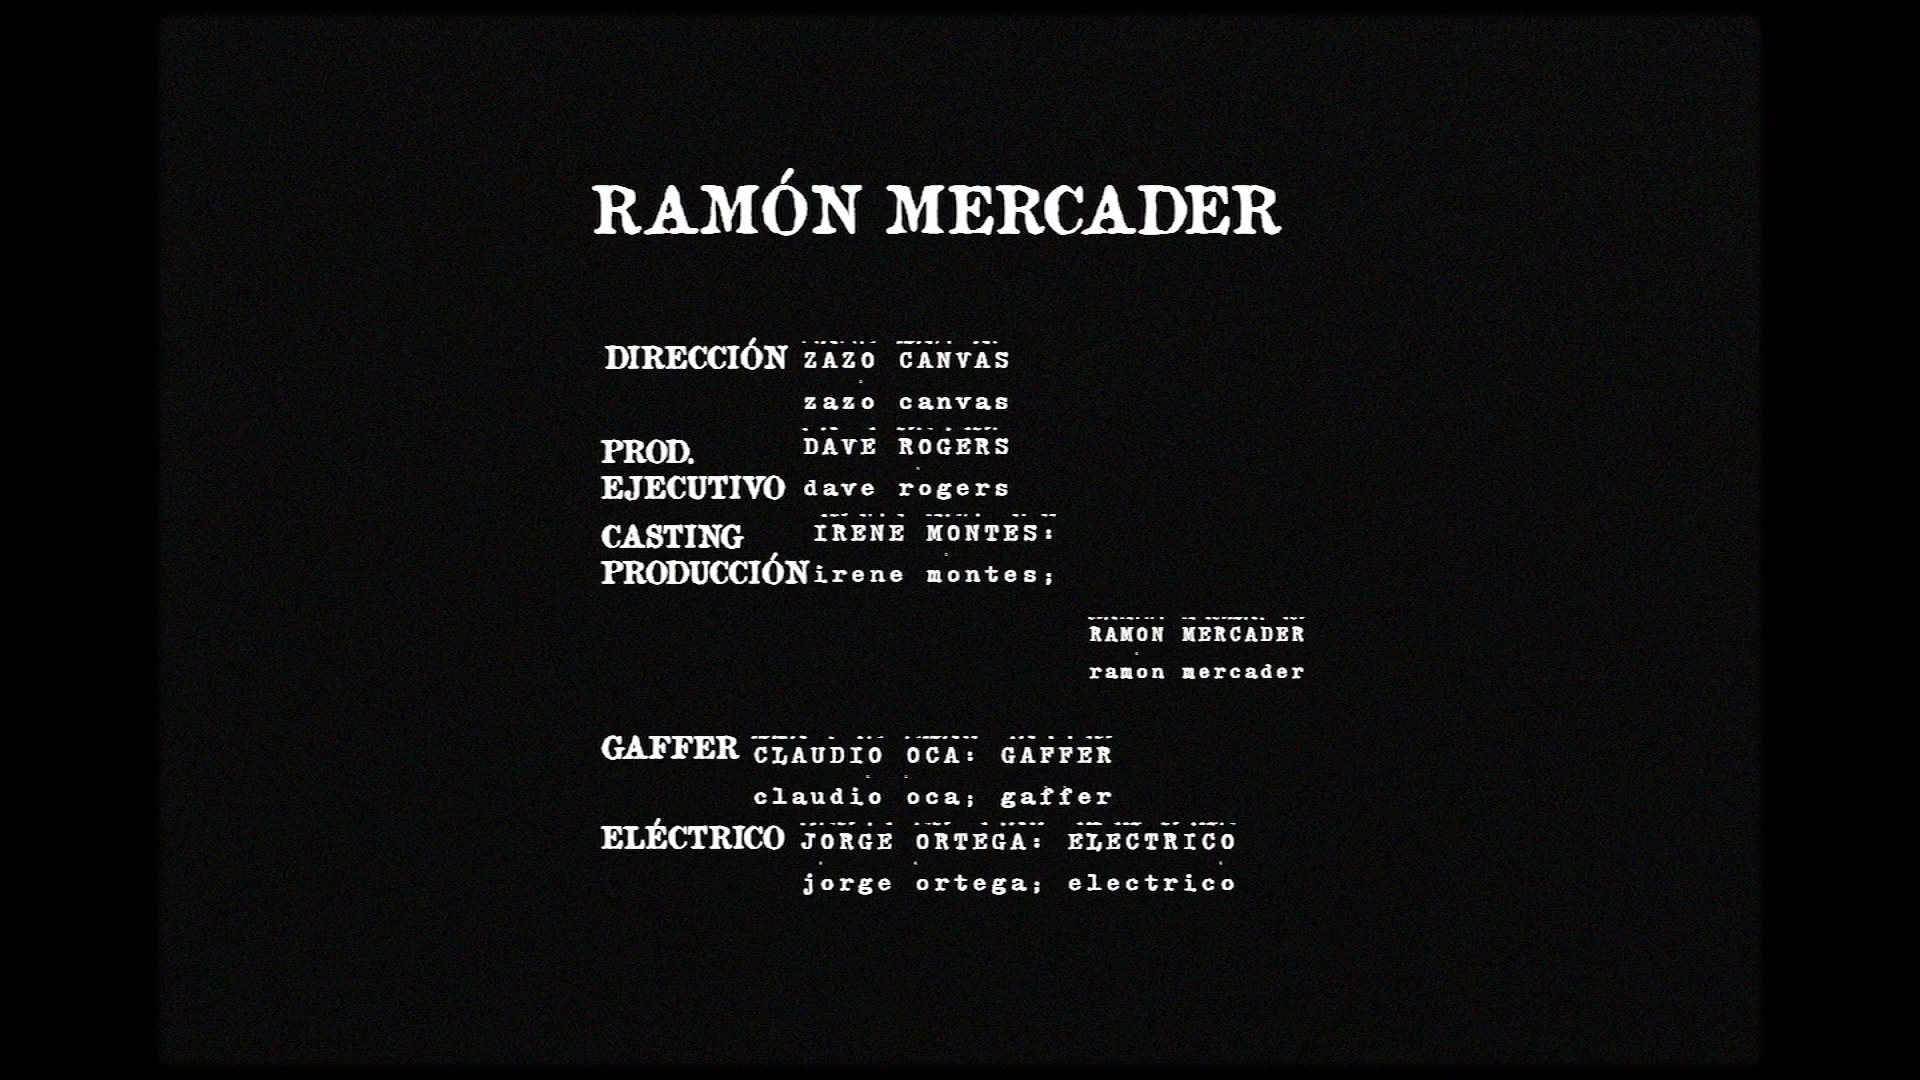 RAMÓN MERCADER
DIRECCIÓN ZAZO CANVAS
zazo canvas
PROD. DAVE ROGERS
EJECUTIVO dave rogers
CASTING IRENE MONTES:
PRODUCCIÓN irene montes;
RAMON MERCADER
ramon mercader
GAFFER CLAUDIO OCA: GAFFER
claudio oca; gaffer
ELÉCTRICO JORGE ORTEGA: ELECTRICO
jorge ortega; electrico